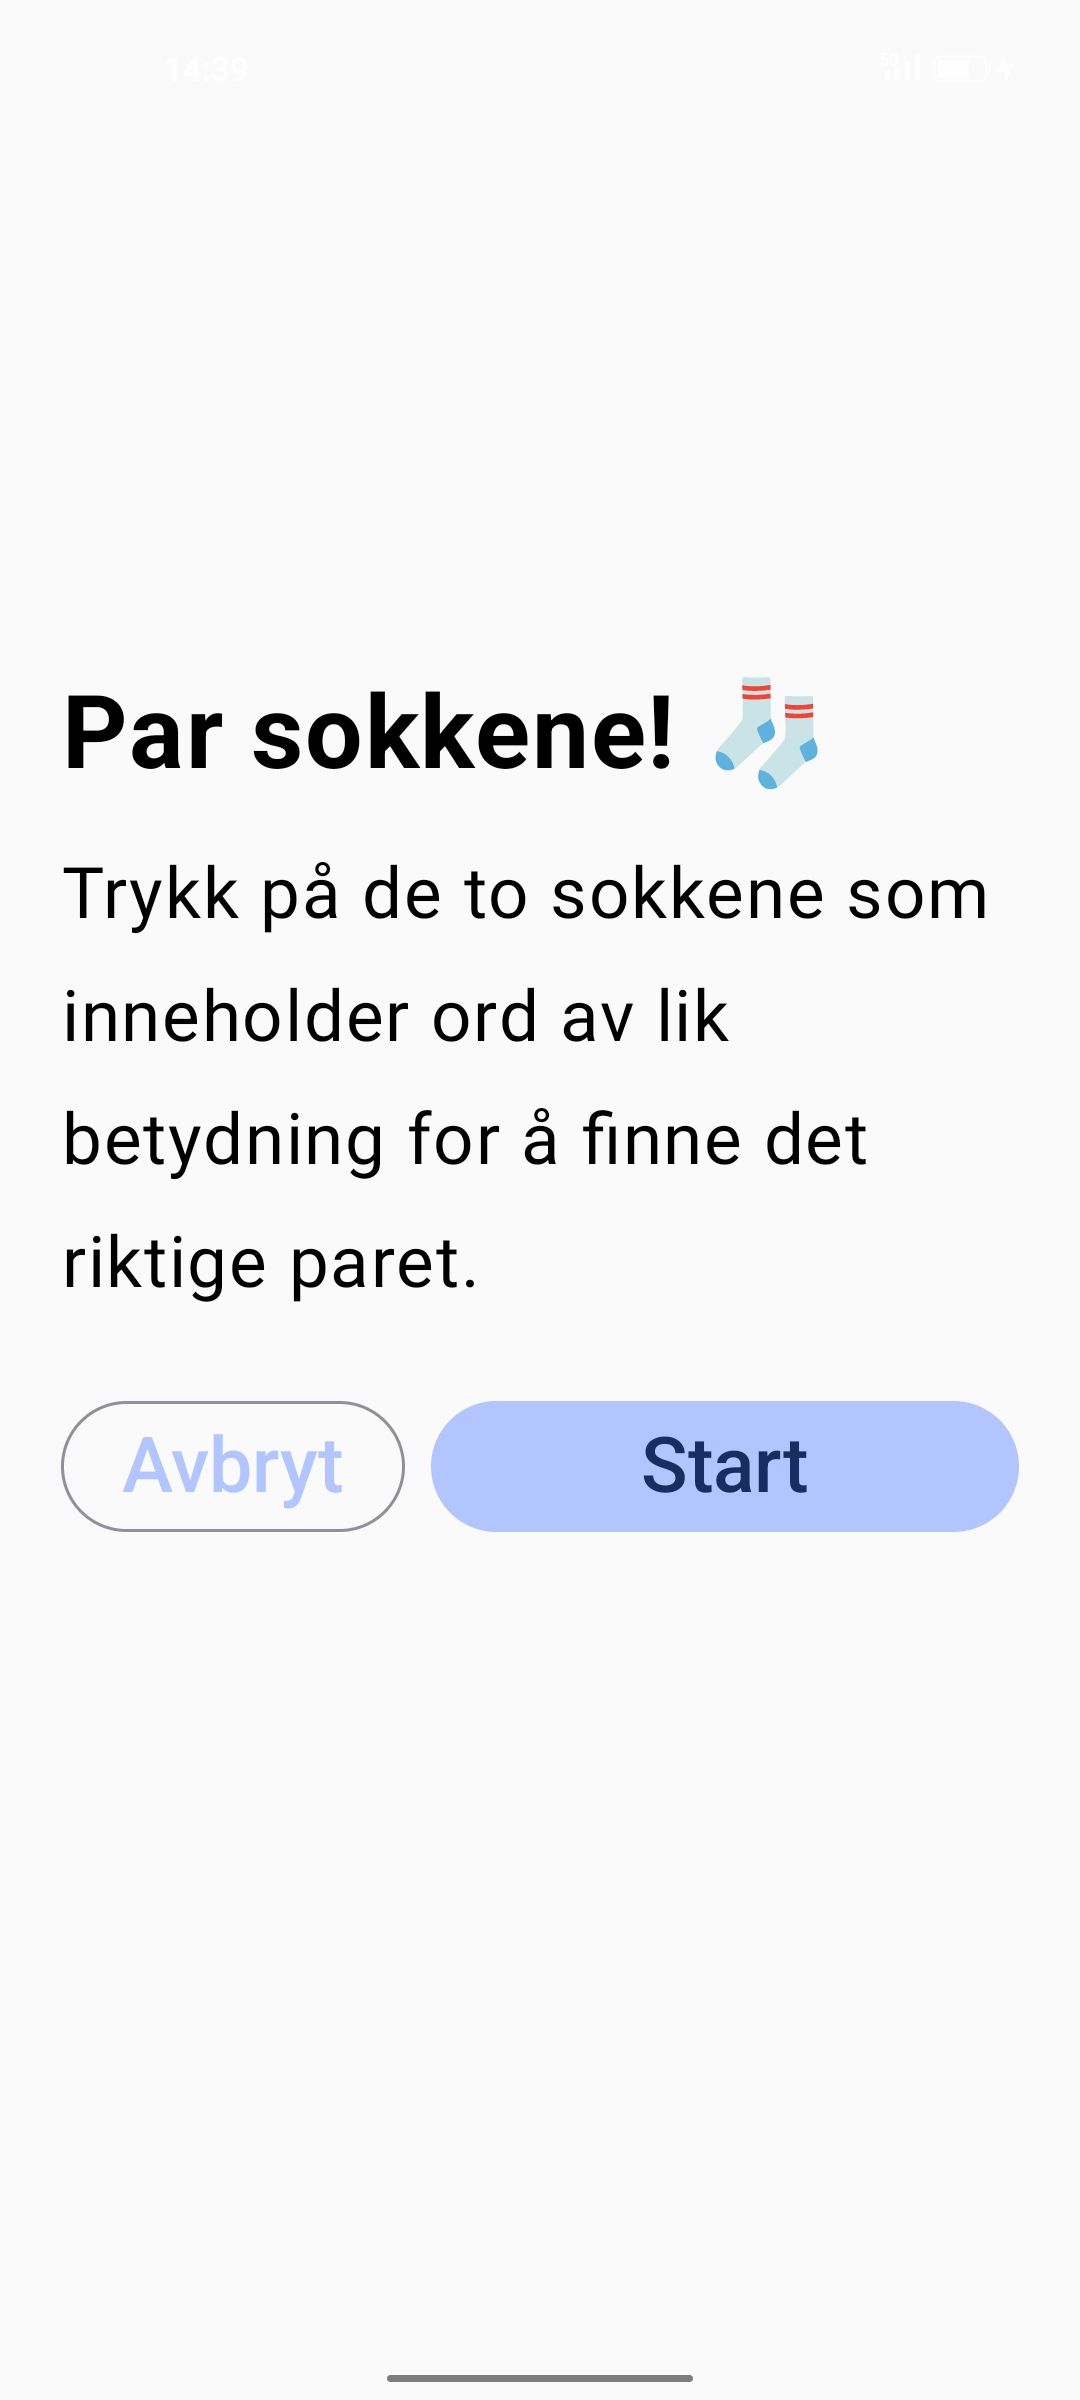 14:39
5G
Par sokkene! 🧦
Trykk på de to sokkene som
inneholder ord av lik
betydning for å finne det
riktige paret.
Avbryt
Start